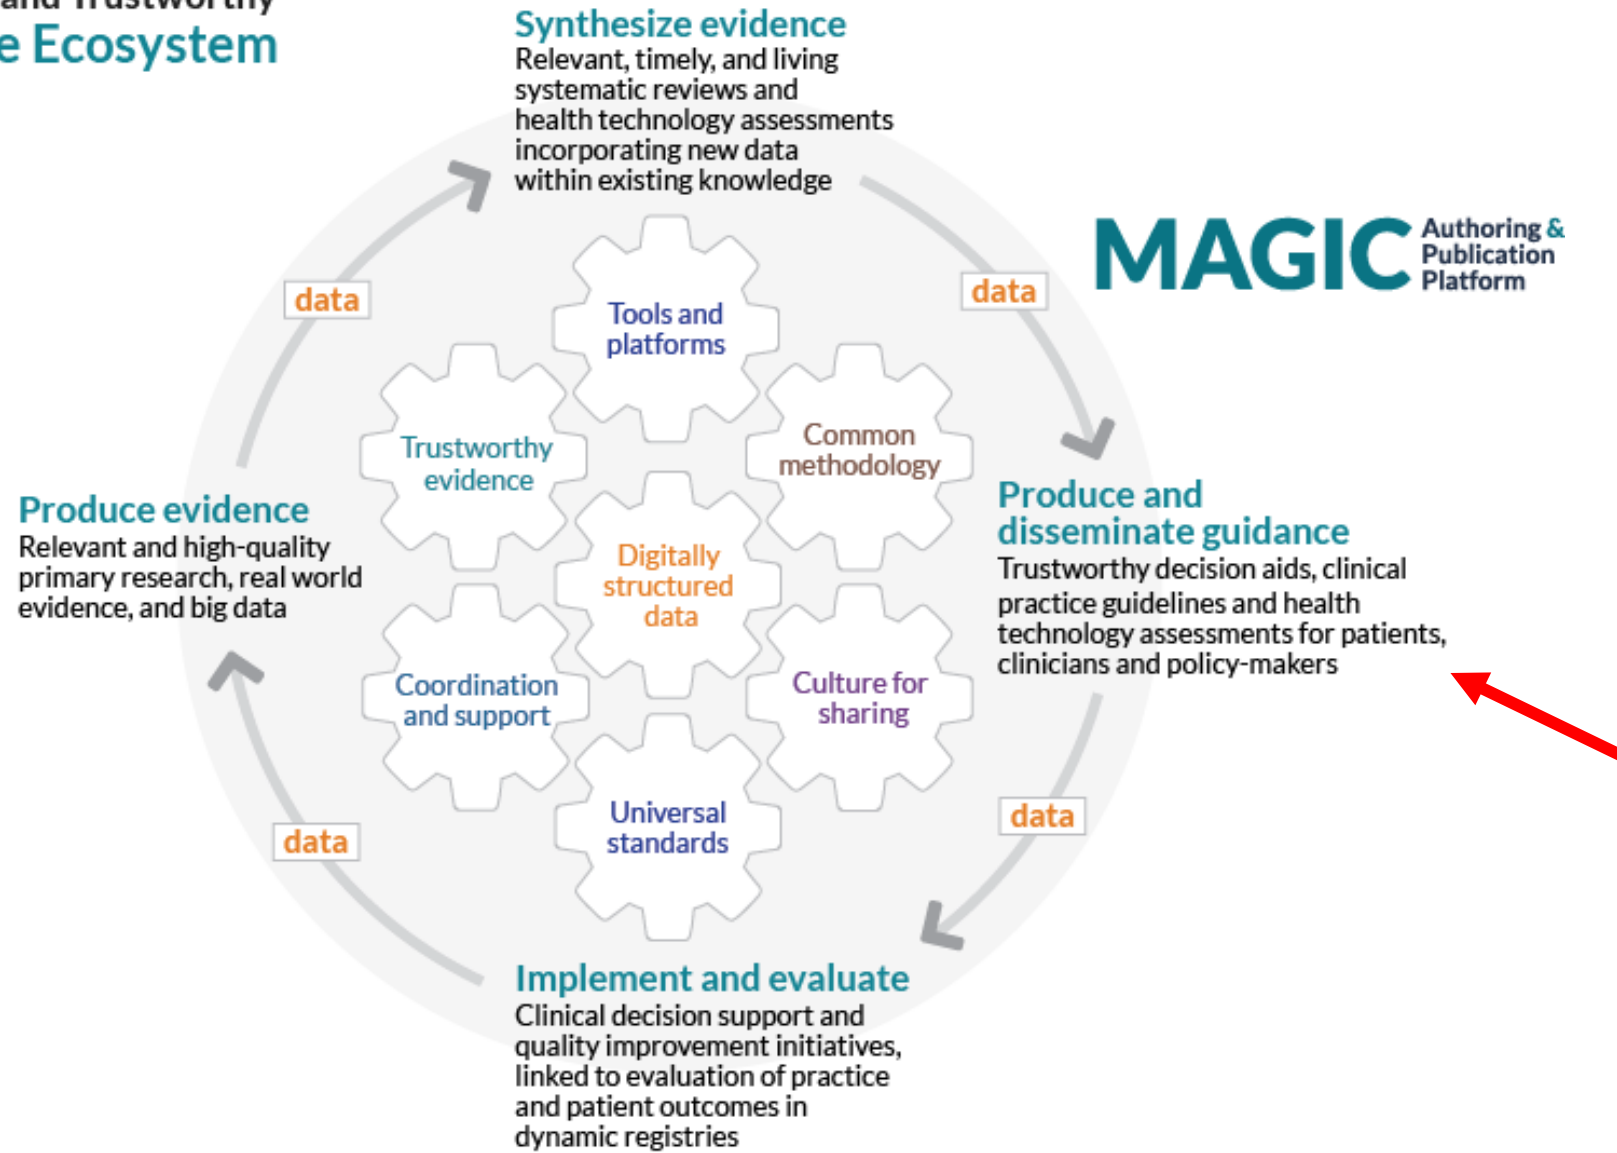 and Trustworthy
e Ecosystem
Synthesize evidence
Relevant, timely, and living
systematic reviews and
health technology assessments
incorporating new data
within existing knowledge
MAGIC Authoring &
Publication
Platform
data
data
Tools and
platforms
Trustworthy
evidence
Common
methodology
Produce evidence
Relevant and high-quality
primary research, real world
evidence, and big data
Digitally
structured
data
Produce and
disseminate guidance
Trustworthy decision aids, clinical
practice guidelines and health
technology assessments for patients,
clinicians and policy-makers
Coordination
and support
Culture for
sharing
Universal
standards
data
data
Implement and evaluate
Clinical decision support and
quality improvement initiatives,
linked to evaluation of practice
and patient outcomes in
dynamic registries